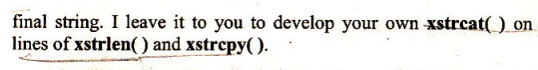 final string. I leave it to you to develop your own xstrcat( ) on
lines of xstrlen( ) and xstrcpy( ).